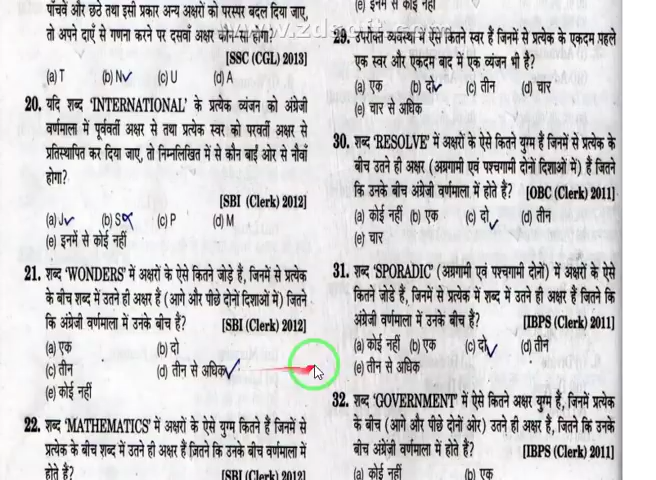 पाँचवें और छठे तथा इसी प्रकार अन्य अक्षरों को परस्पर बदल दिया जाए,
तो अपने दाएँ से गणना करने पर दसवाँ अक्षर कौन-सा होगा?
[SSC (CGL) 2013]
(a) T (b) N (c) U (d) A
20. यदि शब्द ‘INTERNATIONAL’ के प्रत्येक व्यंजन को अंग्रेजी
वर्णमाला में पूर्ववर्ती अक्षर से तथा प्रत्येक स्वर को परवर्ती अक्षर से
प्रतिस्थापित कर दिया जाए, तो निम्नलिखित में से कौन बाईं ओर से नौवाँ
होगा?
[SBI (Clerk) 2012]
(a) J (b) S (c) P (d) M
(e) इनमें से कोई नहीं
21. शब्द ‘WONDERS’ में अक्षरों के ऐसे कितने जोड़े हैं, जिनमें से प्रत्येक
के बीच शब्द में उतने ही अक्षर हैं (आगे और पीछे दोनों दिशाओं में) जितने
कि अंग्रेजी वर्णमाला में उनके बीच हैं?
[SBI (Clerk) 2012]
(a) एक (b) दो
(c) तीन (d) तीन से अधिक
(e) कोई नहीं
22. शब्द ‘MATHEMATICS’ में अक्षरों के ऐसे युग्म कितने हैं जिनमें से
प्रत्येक के बीच शब्द में उतने ही अक्षर हैं जितने कि उनके बीच वर्णमाला में
होते हैं?
[SBI (Clerk) 2012]
(e) इनमें से कोई नहीं
29. उपरोक्त व्यवस्था में ऐसे कितने स्वर हैं जिनमें से प्रत्येक के एकदम पहले
एक स्वर और एकदम बाद में एक व्यंजन भी है?
(a) एक (b) दो (c) तीन (d) चार
(e) चार से अधिक
30. शब्द ‘RESOLVE’ में अक्षरों के ऐसे कितने युग्म हैं जिनमें से प्रत्येक के
बीच उतने ही अक्षर (अग्रगामी एवं पश्चगामी दोनों दिशाओं में) हैं जितने
कि उनके बीच अंग्रेजी वर्णमाला में होते हैं?
[OBC (Clerk) 2011]
(a) कोई नहीं (b) एक (c) दो (d) तीन
(e) चार
31. शब्द ‘SPORADIC’ (अग्रगामी एवं पश्चगामी दोनों) में अक्षरों के ऐसे
कितने जोड़े हैं, जिनमें से प्रत्येक में शब्द में उतने ही अक्षर हैं जितने कि
अंग्रेजी वर्णमाला में उनके बीच हैं?
[IBPS (Clerk) 2011]
(a) कोई नहीं (b) एक (c) दो (d) तीन
(e) तीन से अधिक
32. शब्द ‘GOVERNMENT’ में ऐसे कितने अक्षर युग्म हैं, जिनमें प्रत्येक
के बीच (आगे और पीछे दोनों ओर) उतने ही अक्षर हैं, जितने कि उनके
बीच अंग्रेजी वर्णमाला में होते हैं?
[IBPS (Clerk) 2011]
(a) कोई नहीं (b) एक